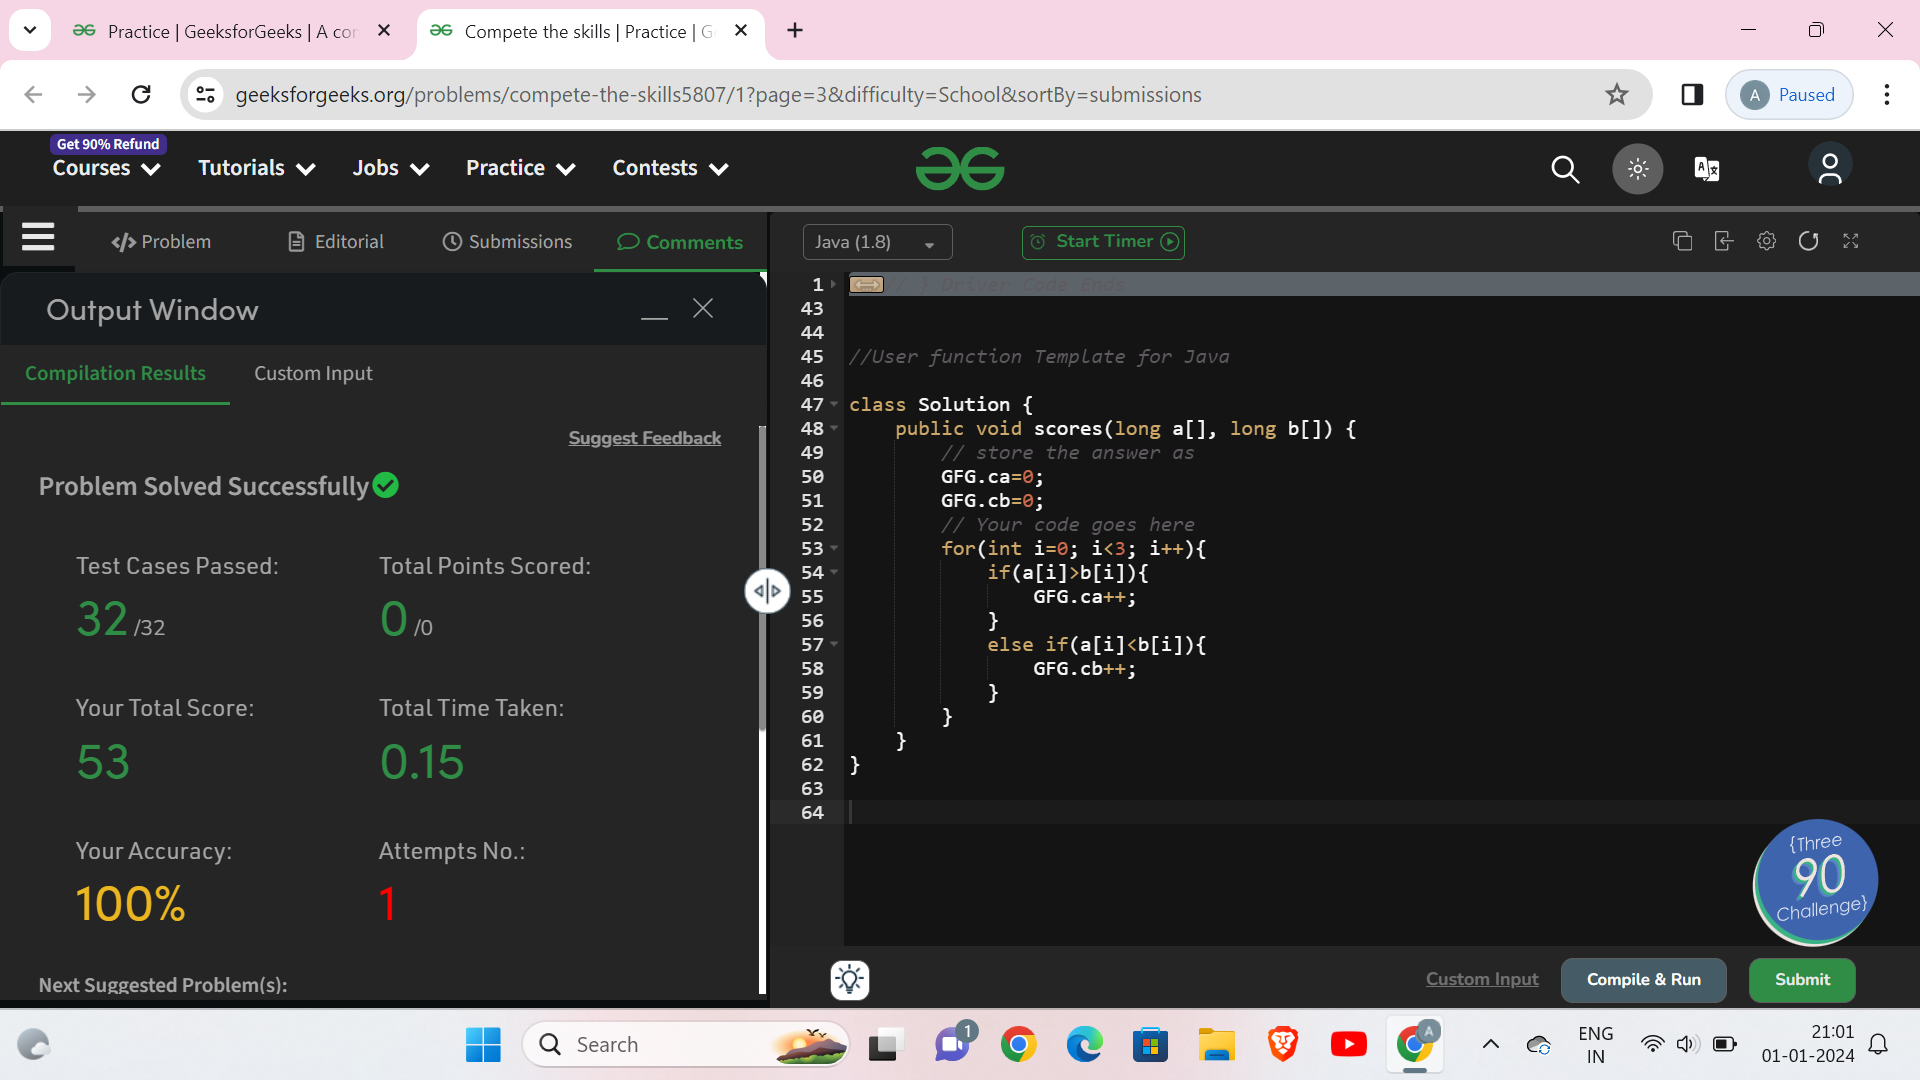 Practice | GeeksforGeeks | A cor
Compete the skills | Practice | G
geeksforgeeks.org/problems/compete-the-skills5807/1?page=3&difficulty=School&sortBy=submissions
A Paused
Get 90% Refund
Courses Tutorials Jobs Practice Contests
Problem Editorial Submissions Comments
Java (1.8) Start Timer
Output Window
Compilation Results Custom Input
Suggest Feedback
Problem Solved Successfully
Test Cases Passed: Total Points Scored:
32 /32 0 /0
Your Total Score: Total Time Taken:
53 0.15
Your Accuracy: Attempts No.:
100% 1
Next Suggested Problem(s):
1 // } Driver Code Ends
43
44
45 //User function Template for Java
46
47 class Solution {
48 public void scores(long a[], long b[]) {
49 // store the answer as
50 GFG.ca=0;
51 GFG.cb=0;
52 // Your code goes here
53 for(int i=0; i<3; i++){
54 if(a[i]>b[i]){
55 GFG.ca++;
56 }
57 else if(a[i]<b[i]){
58 GFG.cb++;
59 }
60 }
61 }
62 }
63
64
{Three
90
Challenge}
Custom Input Compile & Run Submit
Search
1
A
ENG
IN
21:01
01-01-2024